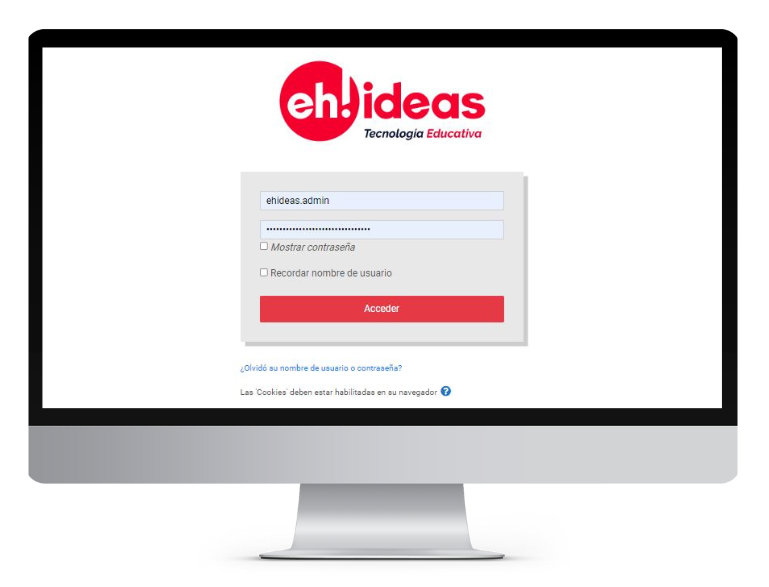 eh! ideas
Tecnología Educativa
ehideas.admin
Mostrar contraseña
Recordar nombre de usuario
Acceder
¿Olvidó su nombre de usuario o contraseña?
Las 'Cookies' deben estar habilitadas en su navegador ?